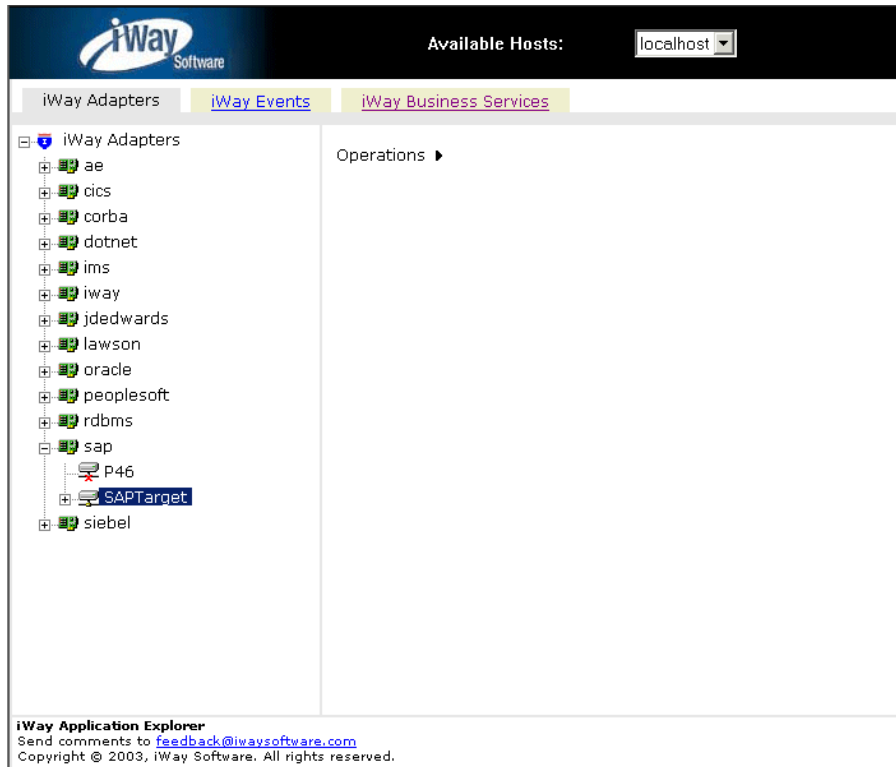 iWay
Software
Available Hosts:
localhost
iWay Adapters
iWay Events
iWay Business Services
iWay Adapters
ae
cics
corba
dotnet
ims
iway
jdedwards
lawson
oracle
peoplesoft
rdbms
sap
P46
SAPTarget
siebel
Operations
iWay Application Explorer
Send comments to feedback@iwaysoftware.com
Copyright © 2003, iWay Software. All rights reserved.